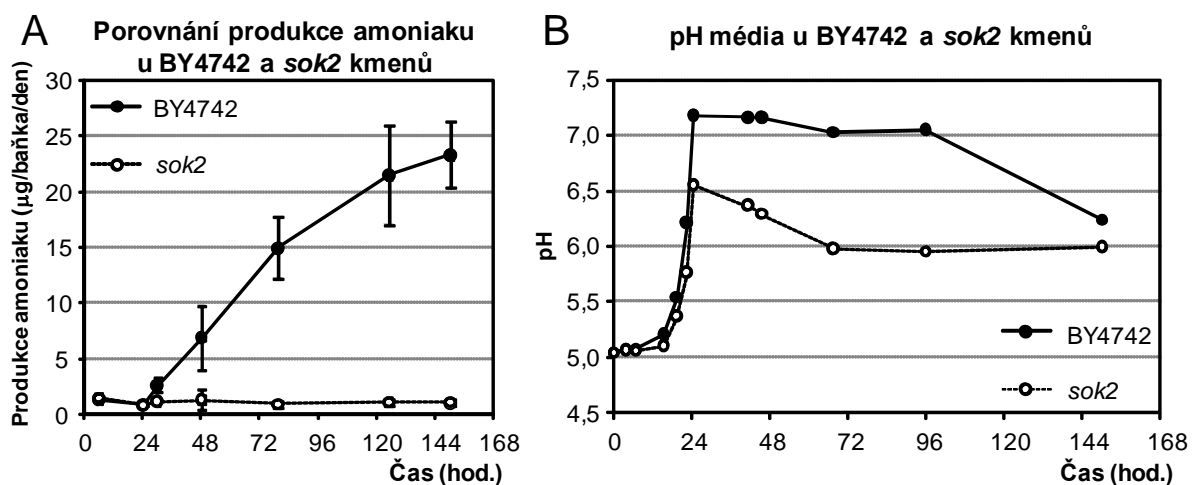 A
Porovnání produkce amoniaku
u BY4742 a sok2 kmenů
Produkce amoniaku (μg/baňka/den)
30
25
20
15
10
5
0
BY4742
sok2
0 24 48 72 96 120 144 168
Čas (hod.)
B
pH média u BY4742 a sok2 kmenů
pH
7,5
7,0
6,5
6,0
5,5
5,0
4,5
BY4742
sok2
0 24 48 72 96 120 144 168
Čas (hod.)